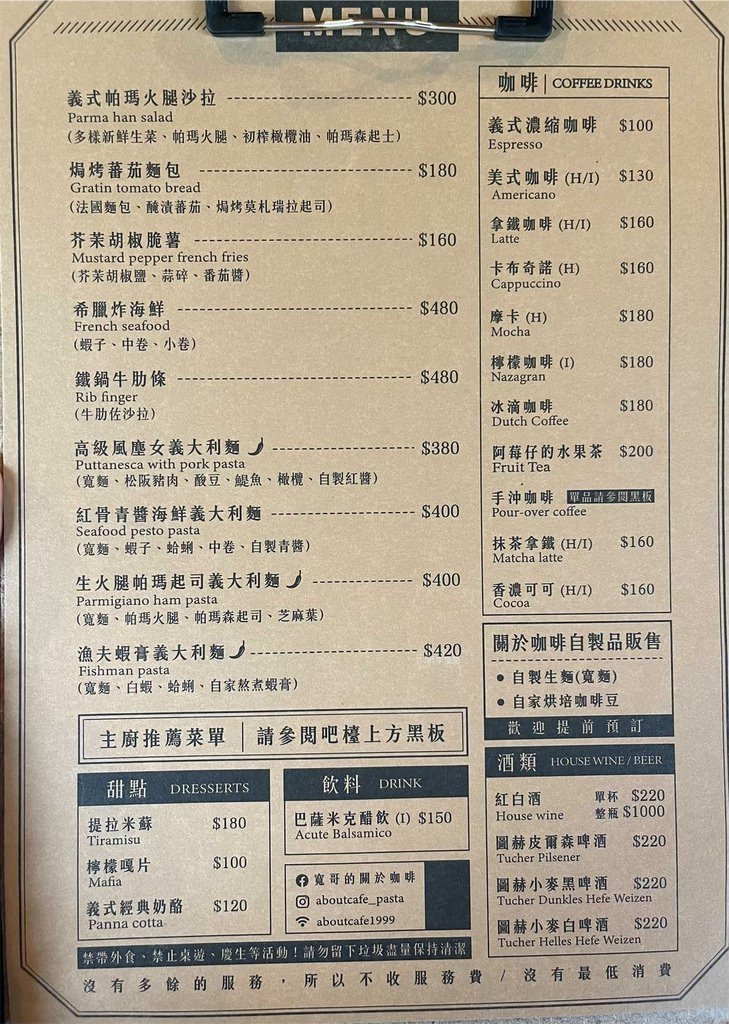 MENU
義式帕瑪火腿沙拉 $300
Parma han salad
(多樣新鮮生菜、帕瑪火腿、初榨橄欖油、帕瑪森起士)
焗烤蕃茄麵包 $180
Gratin tomato bread
(法國麵包、醃漬蕃茄、焗烤莫札瑞拉起司)
芥茉胡椒脆薯 $160
Mustard pepper french fries
(芥茉胡椒鹽、蒜碎、番茄醬)
希臘炸海鮮 $480
French seafood
(蝦子、中卷、小卷)
鐵鍋牛肋條 $480
Rib finger
(牛肋佐沙拉)
高級風塵女義大利麵 $380
Puttanesca with pork pasta
(寬麵、松阪豬肉、酸豆、鯷魚、橄欖、自製紅醬)
紅骨青醬海鮮義大利麵 $400
Seafood pesto pasta
(寬麵、蝦子、蛤蜊、中卷、自製青醬)
生火腿帕瑪起司義大利麵 $400
Parmigiano ham pasta
(寬麵、帕瑪火腿、帕瑪森起司、芝麻葉)
漁夫蝦膏義大利麵 $420
Fishman pasta
(寬麵、白蝦、蛤蜊、自家熬煮蝦膏)
主廚推薦菜單 | 請參閱吧檯上方黑板
甜點 DRESSERTS
提拉米蘇 $180
Tiramisu
檸檬嘎片 $100
Mafia
義式經典奶酪 $120
Panna cotta
飲料 DRINK
巴薩米克醋飲 (I) $150
Acute Balsamico
寬哥的關於咖啡
aboutcafe_pasta
aboutcafe1999
咖啡 | COFFEE DRINKS
義式濃縮咖啡 $100
Espresso
美式咖啡 (H/I) $130
Americano
拿鐵咖啡 (H/I) $160
Latte
卡布奇諾 (H) $160
Cappuccino
摩卡 (H) $180
Mocha
檸檬咖啡 (I) $180
Nazagran
冰滴咖啡 $180
Dutch Coffee
阿莓仔的水果茶 $200
Fruit Tea
手沖咖啡 單品請參閱黑板
Pour-over coffee
抹茶拿鐵 (H/I) $160
Matcha latte
香濃可可 (H/I) $160
Cocoa
關於咖啡自製品販售
● 自製生麵(寬麵)
● 自家烘培咖啡豆
歡迎提前預訂
酒類 HOUSE WINE / BEER
紅白酒 單杯 $220
House wine 整瓶 $1000
圖赫皮爾森啤酒 $220
Tucher Pilsener
圖赫小麥黑啤酒 $220
Tucher Dunkles Hefe Weizen
圖赫小麥白啤酒 $220
Tucher Helles Hefe Weizen
禁帶外食、禁止桌遊、慶生等活動！請勿留下垃圾盡量保持清潔
沒有多餘的服務，所以不收服務費/沒有最低消費